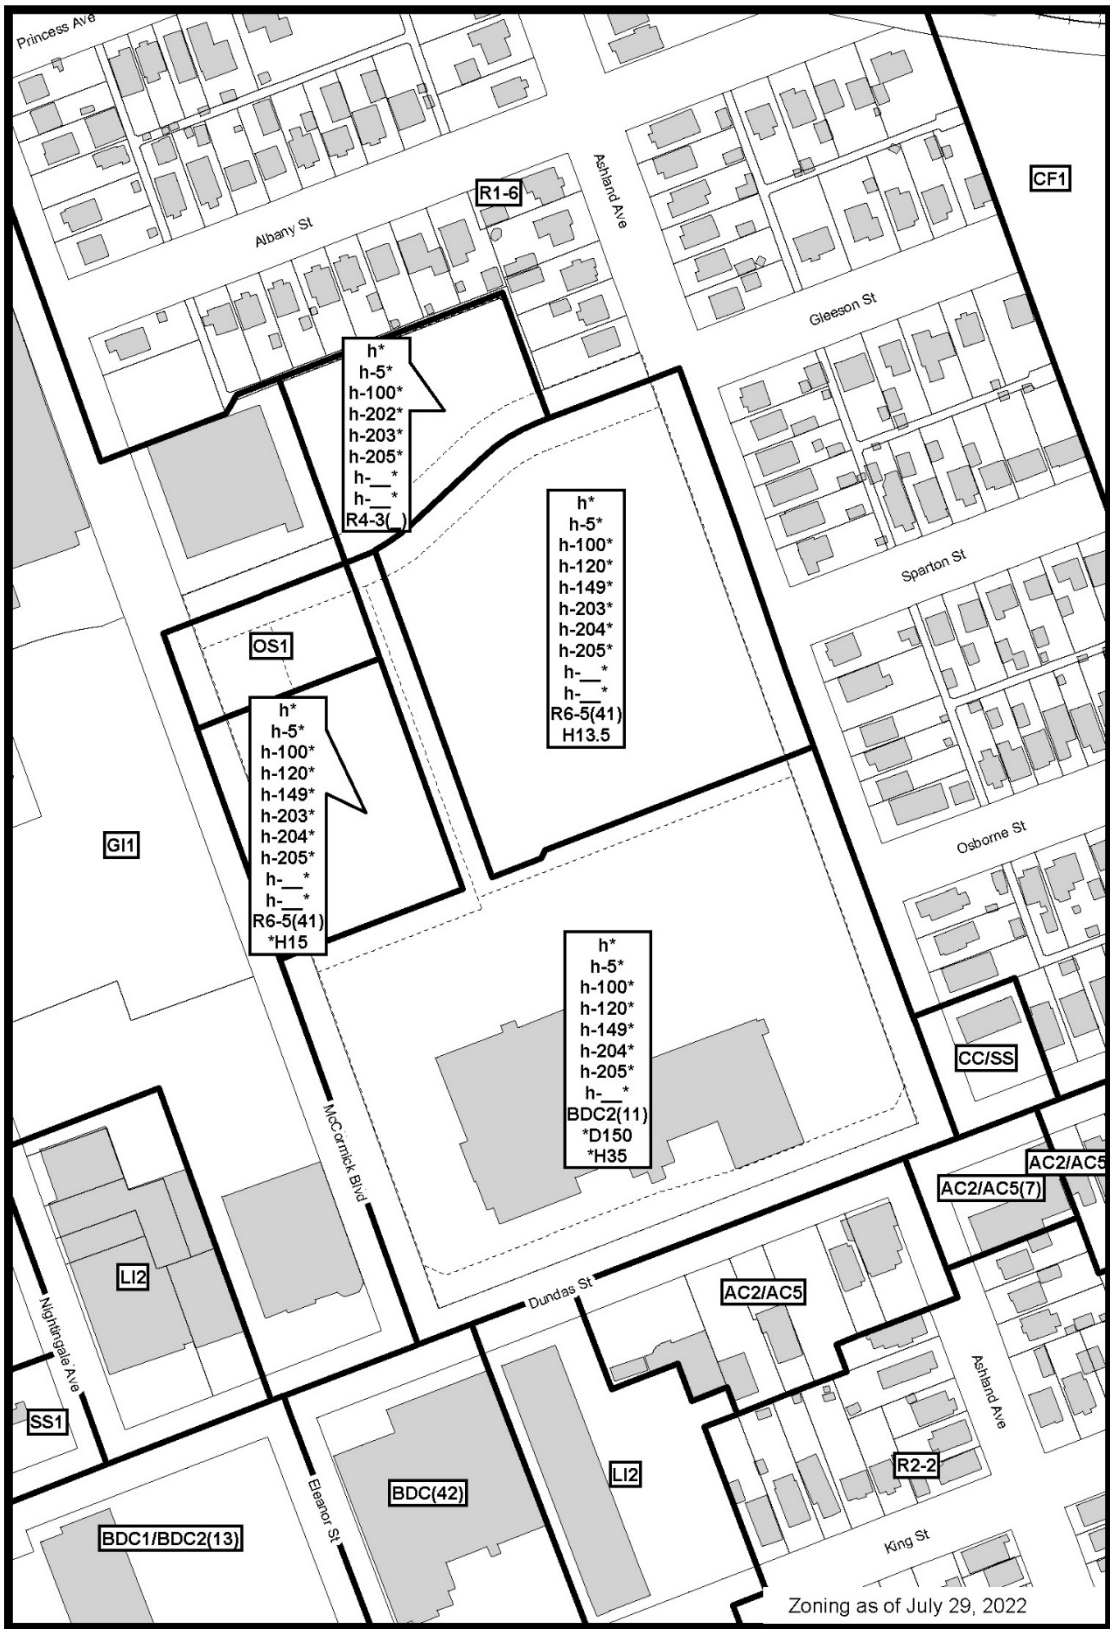 Princess Ave
Ashland Ave
R1-6
CF1
Albany St
Gleeson St
h*
h-5*
h-100*
h-202*
h-203*
h-205*
h-__*
h-__*
R4-3(_)
h*
h-5*
h-100*
h-120*
h-149*
h-203*
h-204*
h-205*
h-__*
h-__*
R6-5(41)
H13.5
Sparton St
OS1
h*
h-5*
h-100*
h-120*
h-149*
h-203*
h-204*
h-205*
h-__*
h-__*
R6-5(41)
*H15
GI1
Osborne St
h*
h-5*
h-100*
h-120*
h-149*
h-204*
h-205*
h-__*
BDC2(11)
*D150
*H35
CC/SS
McCormick Blvd
AC2/AC5
AC2/AC5(7)
LI2
Dundas St
AC2/AC5
Nightingale Ave
Ashland Ave
SS1
R2-2
LI2
BDC(42)
Eleanor St
BDC1/BDC2(13)
King St
Zoning as of July 29, 2022